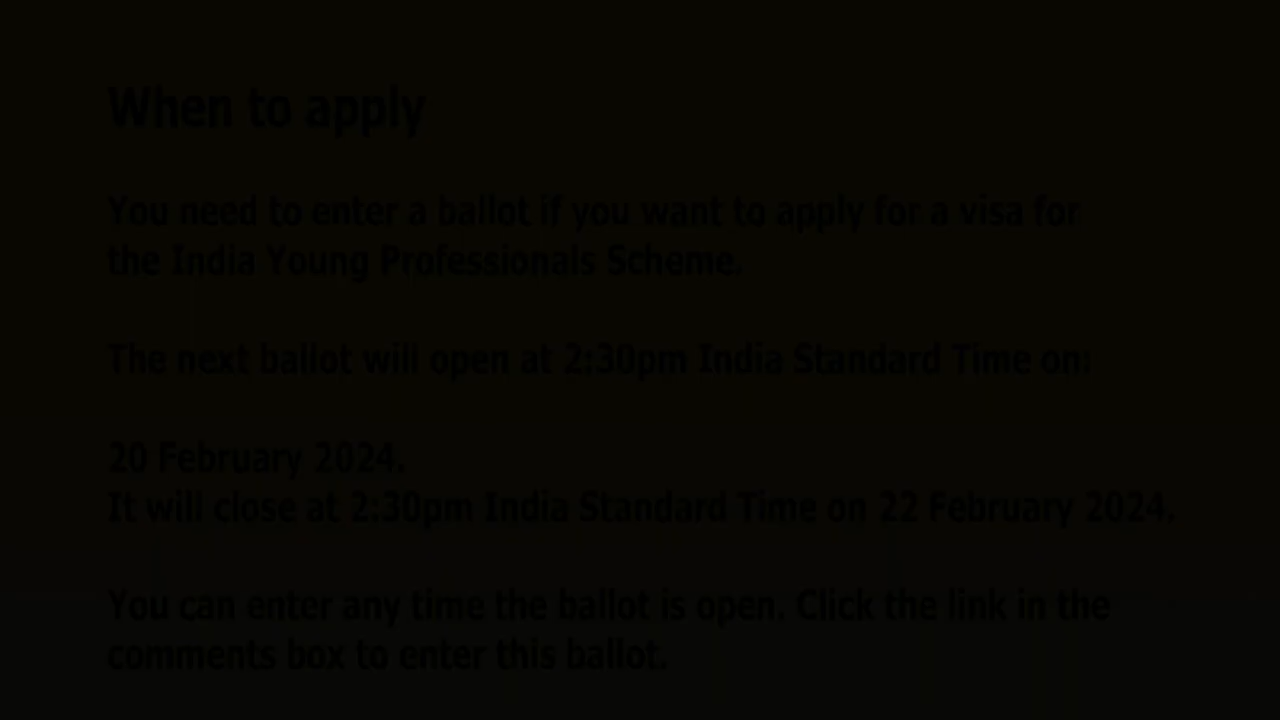 When to apply
You need to enter a ballot if you want to apply for a visa for
the India Young Professionals Scheme.
The next ballot will open at 2:30pm India Standard Time on:
20 February 2024.
It will close at 2:30pm India Standard Time on 22 February 2024.
You can enter any time the ballot is open. Click the link in the
comments box to enter this ballot.